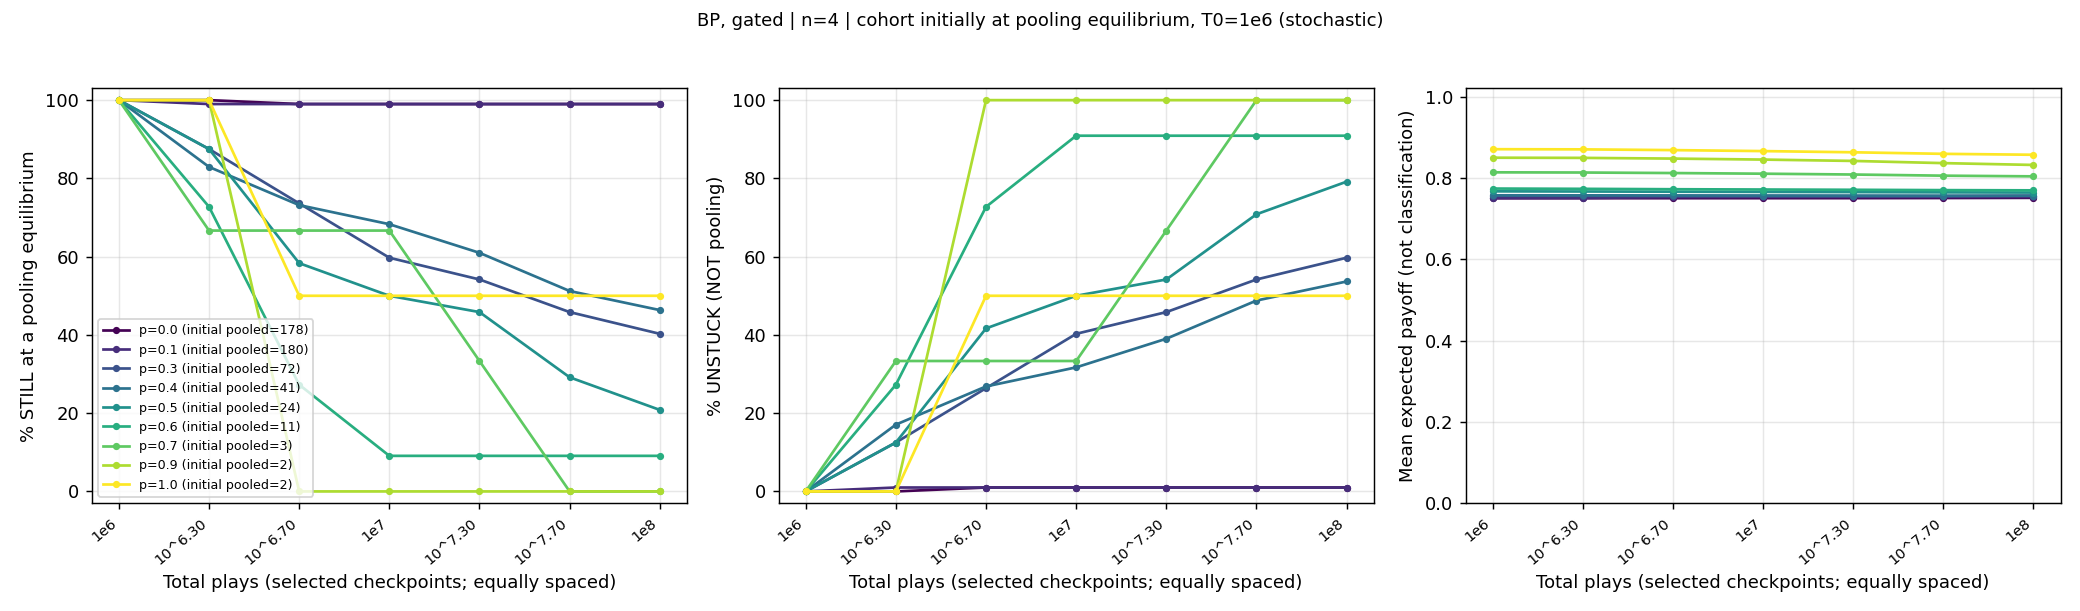 BP, gated | n=4 | cohort initially at pooling equilibrium, T0=1e6 (stochastic)
% STILL at a pooling equilibrium
100
80
60
40
20
0
p=0.0 (initial pooled=178)
p=0.1 (initial pooled=180)
p=0.3 (initial pooled=72)
p=0.4 (initial pooled=41)
p=0.5 (initial pooled=24)
p=0.6 (initial pooled=11)
p=0.7 (initial pooled=3)
p=0.9 (initial pooled=2)
p=1.0 (initial pooled=2)
1e6
10^6.30
10^6.70
1e7
10^7.30
10^7.70
1e8
Total plays (selected checkpoints; equally spaced)
% UNSTUCK (NOT pooling)
100
80
60
40
20
0
1e6
10^6.30
10^6.70
1e7
10^7.30
10^7.70
1e8
Total plays (selected checkpoints; equally spaced)
Mean expected payoff (not classification)
1.0
0.8
0.6
0.4
0.2
0.0
1e6
10^6.30
10^6.70
1e7
10^7.30
10^7.70
1e8
Total plays (selected checkpoints; equally spaced)